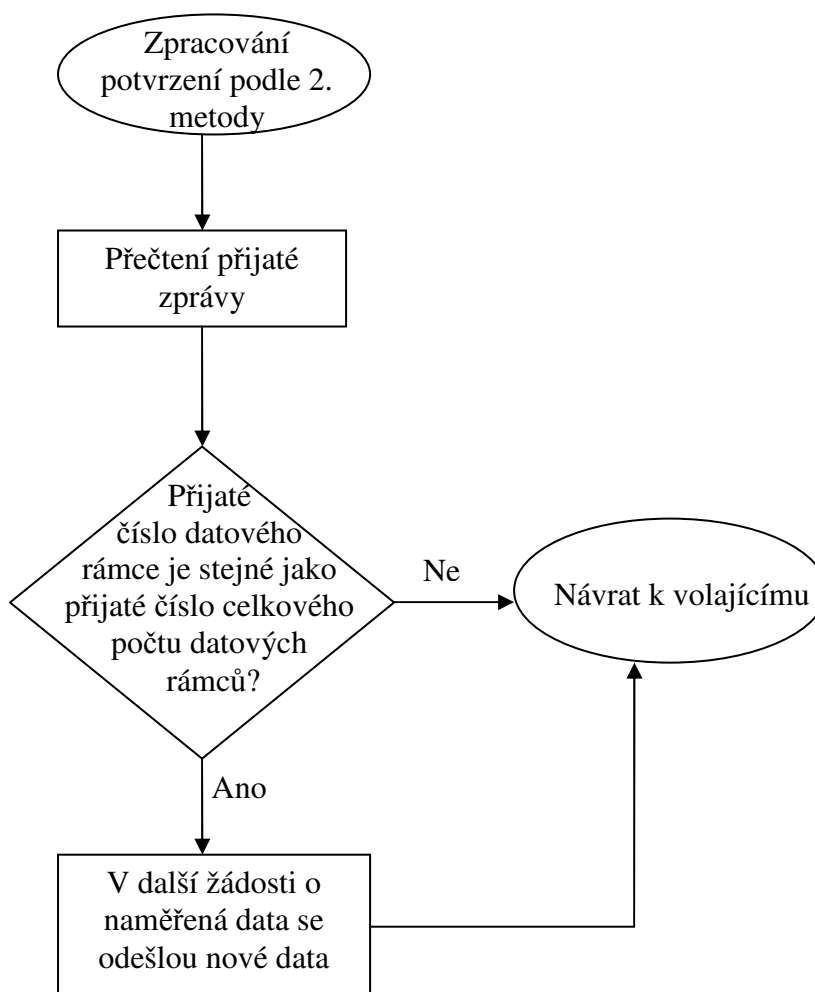 Zpracování
potvrzení podle 2.
metody
Přečtení přijaté
zprávy
Přijaté
číslo datového
rámce je stejné jako
přijaté číslo celkového
počtu datových
rámců?
Ne
Návrat k volajícímu
Ano
V další žádosti o
naměřená data se
odešlou nové data